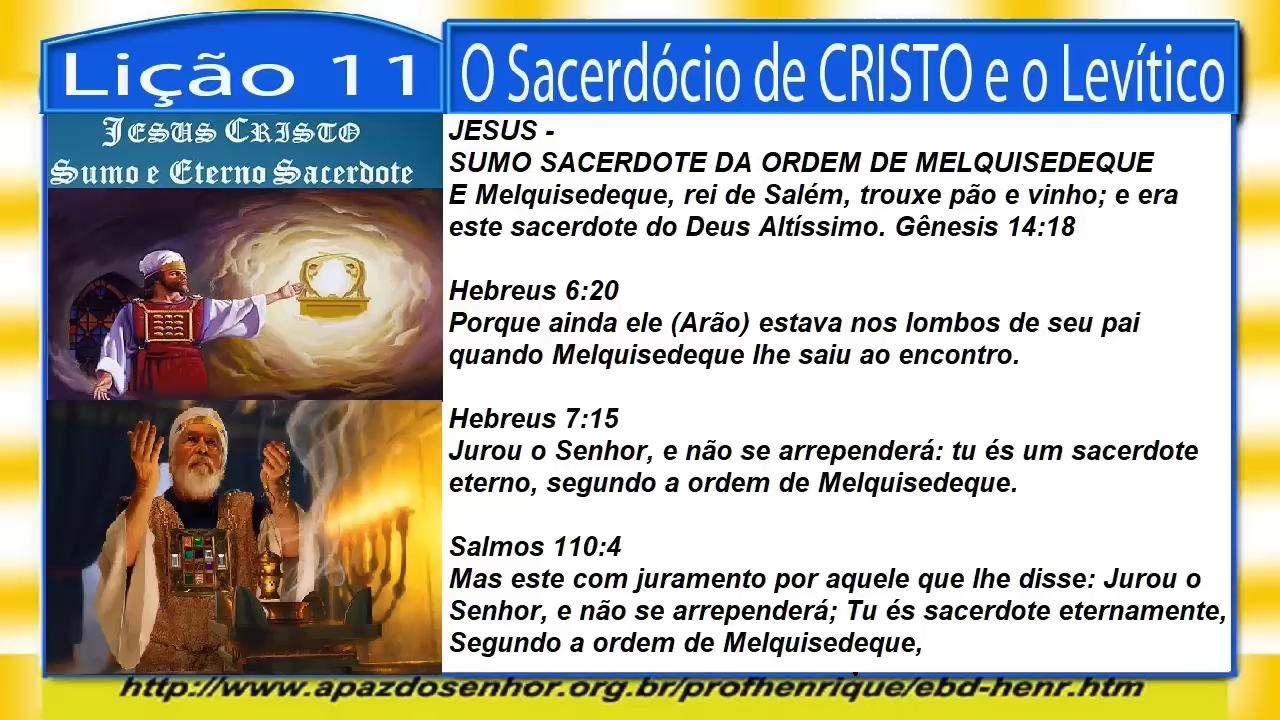 Lição 11
O Sacerdócio de CRISTO e o Levítico
JESUS CRISTO
Sumo e Eterno Sacerdote
JESUS -
SUMO SACERDOTE DA ORDEM DE MELQUISEDEQUE
E Melquisedeque, rei de Salém, trouxe pão e vinho; e era
este sacerdote do Deus Altíssimo. Gênesis 14:18
Hebreus 6:20
Porque ainda ele (Arão) estava nos lombos de seu pai
quando Melquisedeque lhe saiu ao encontro.
Hebreus 7:15
Jurou o Senhor, e não se arrependerá: tu és um sacerdote
eterno, segundo a ordem de Melquisedeque.
Salmos 110:4
Mas este com juramento por aquele que lhe disse: Jurou o
Senhor, e não se arrependerá; Tu és sacerdote eternamente,
Segundo a ordem de Melquisedeque,
http://www.apazdosenhor.org.br/profhenrique/ebd-henr.htm